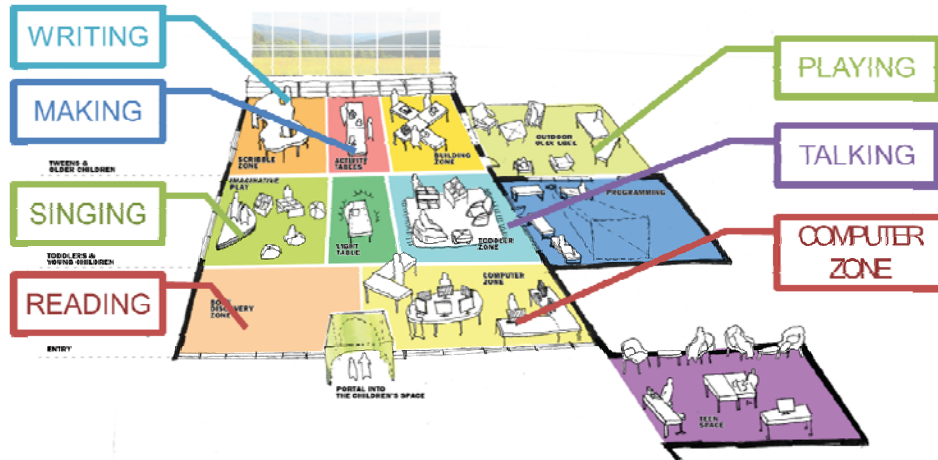 WRITING
MAKING
SINGING
READING
PLAYING
TALKING
COMPUTER
ZONE
TWEENS &
OLDER CHILDREN
TODDLERS &
YOUNG CHILDREN
ENTRY
SCRIBBLE
ZONE
ACTIVITY
TABLES
BUILDING
ZONE
OUTDOOR
IMAGINATIVE
PLAY
LIGHT
TABLE
TODDLER
ZONE
PROGRAMMING
BOOK
DISCOVERY
ZONE
COMPUTER
ZONE
PORTAL INTO
THE CHILDREN'S SPACE
TEEN
SPACE